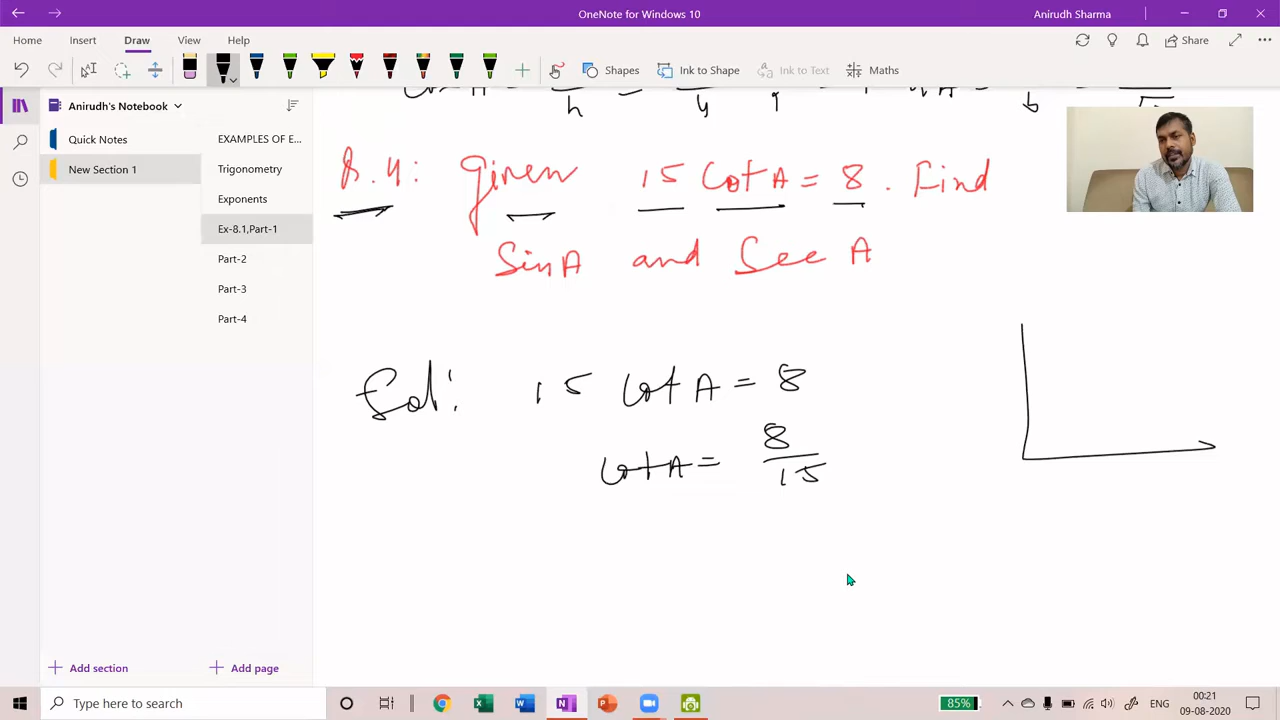 OneNote for Windows 10
Anirudh Sharma
Home Insert Draw View Help
Share
Shapes Ink to Shape Ink to Text Maths
Anirudh's Notebook
Quick Notes
New Section 1
EXAMPLES OF E...
Trigonometry
Exponents
Ex-8.1,Part-1
Part-2
Part-3
Part-4
Q.4: Given 15 Cot A = 8. Find
Sin A and Sec A
Sol: 15 cot A = 8
cot A = 8/15
Add section
Add page
Type here to search
85%
ENG
00:21
09-08-2020